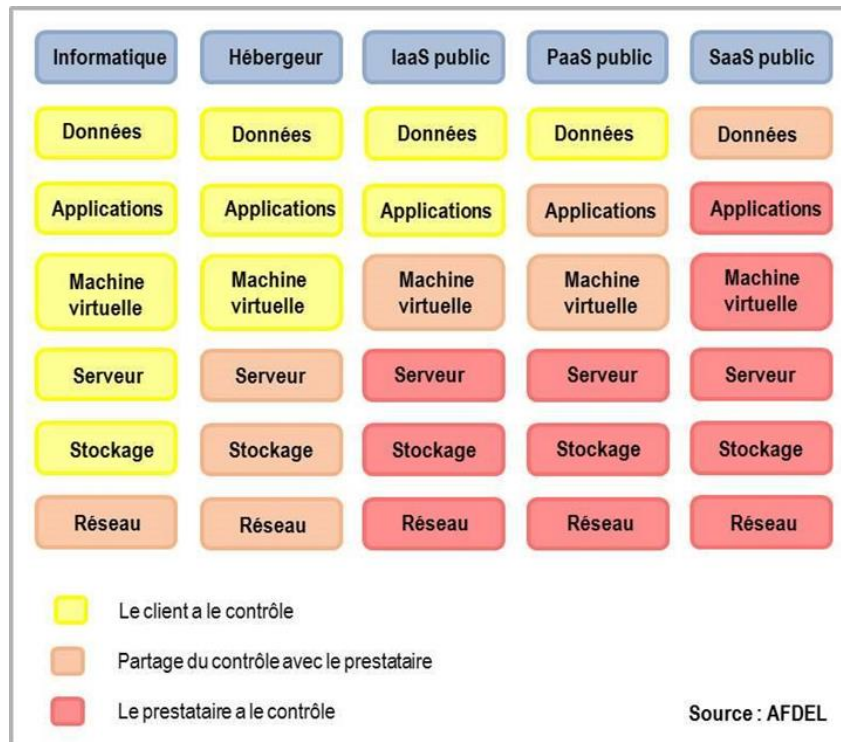 Informatique Hébergeur IaaS public PaaS public SaaS public
Données Données Données Données Données
Applications Applications Applications Applications Applications
Machine virtuelle Machine virtuelle Machine virtuelle Machine virtuelle Machine virtuelle
Serveur Serveur Serveur Serveur Serveur
Stockage Stockage Stockage Stockage Stockage
Réseau Réseau Réseau Réseau Réseau
Le client a le contrôle
Partage du contrôle avec le prestataire
Le prestataire a le contrôle
Source : AFDEL